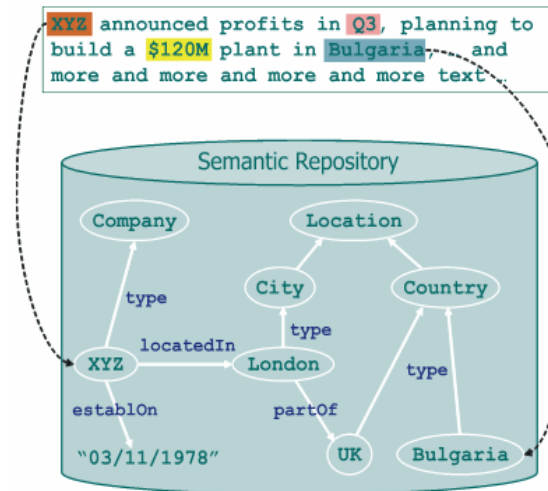 XYZ announced profits in Q3, planning to
build a $120M plant in Bulgaria, and
more and more and more and more text…
Semantic Repository
Company
Location
City
Country
type
type
locatedIn
XYZ
London
type
establOn
partOf
"03/11/1978"
UK
Bulgaria